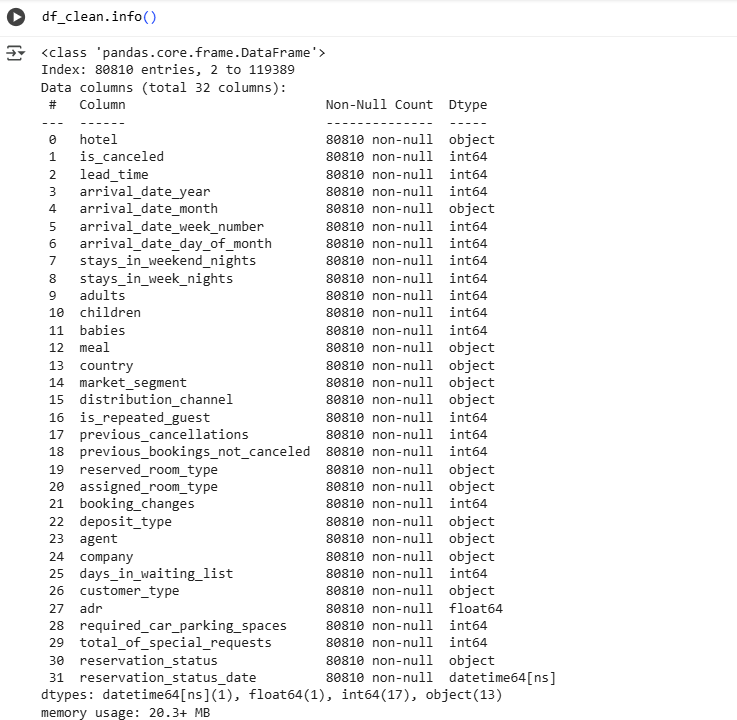 df_clean.info()
<class 'pandas.core.frame.DataFrame'>
Index: 80810 entries, 2 to 119389
Data columns (total 32 columns):
 #   Column                          Non-Null Count  Dtype
---  ------                          --------------  -----
 0   hotel                           80810 non-null  object
 1   is_canceled                     80810 non-null  int64
 2   lead_time                       80810 non-null  int64
 3   arrival_date_year               80810 non-null  int64
 4   arrival_date_month              80810 non-null  object
 5   arrival_date_week_number        80810 non-null  int64
 6   arrival_date_day_of_month       80810 non-null  int64
 7   stays_in_weekend_nights         80810 non-null  int64
 8   stays_in_week_nights            80810 non-null  int64
 9   adults                          80810 non-null  int64
 10  children                        80810 non-null  int64
 11  babies                          80810 non-null  int64
 12  meal                            80810 non-null  object
 13  country                         80810 non-null  object
 14  market_segment                  80810 non-null  object
 15  distribution_channel            80810 non-null  object
 16  is_repeated_guest               80810 non-null  int64
 17  previous_cancellations          80810 non-null  int64
 18  previous_bookings_not_canceled  80810 non-null  int64
 19  reserved_room_type              80810 non-null  object
 20  assigned_room_type              80810 non-null  object
 21  booking_changes                 80810 non-null  int64
 22  deposit_type                    80810 non-null  object
 23  agent                           80810 non-null  object
 24  company                         80810 non-null  object
 25  days_in_waiting_list            80810 non-null  int64
 26  customer_type                   80810 non-null  object
 27  adr                             80810 non-null  float64
 28  required_car_parking_spaces     80810 non-null  int64
 29  total_of_special_requests       80810 non-null  int64
 30  reservation_status              80810 non-null  object
 31  reservation_status_date         80810 non-null  datetime64[ns]
dtypes: datetime64[ns](1), float64(1), int64(17), object(13)
memory usage: 20.3+ MB